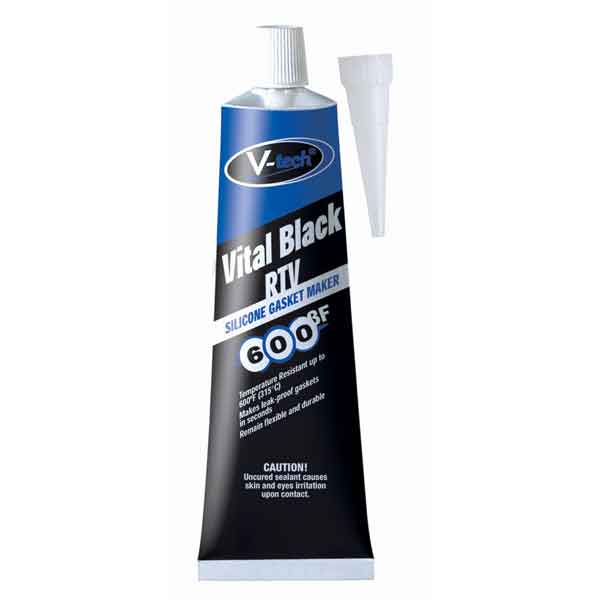 V-tech®
Vital Black
RTV
SILICONE GASKET MAKER
600BF
Temperature Resistant up to
600°F (315°C)
Makes leak-proof gaskets
in seconds
Remain flexible and durable
CAUTION!
Uncured sealant causes
skin and eyes irritation
upon contact.